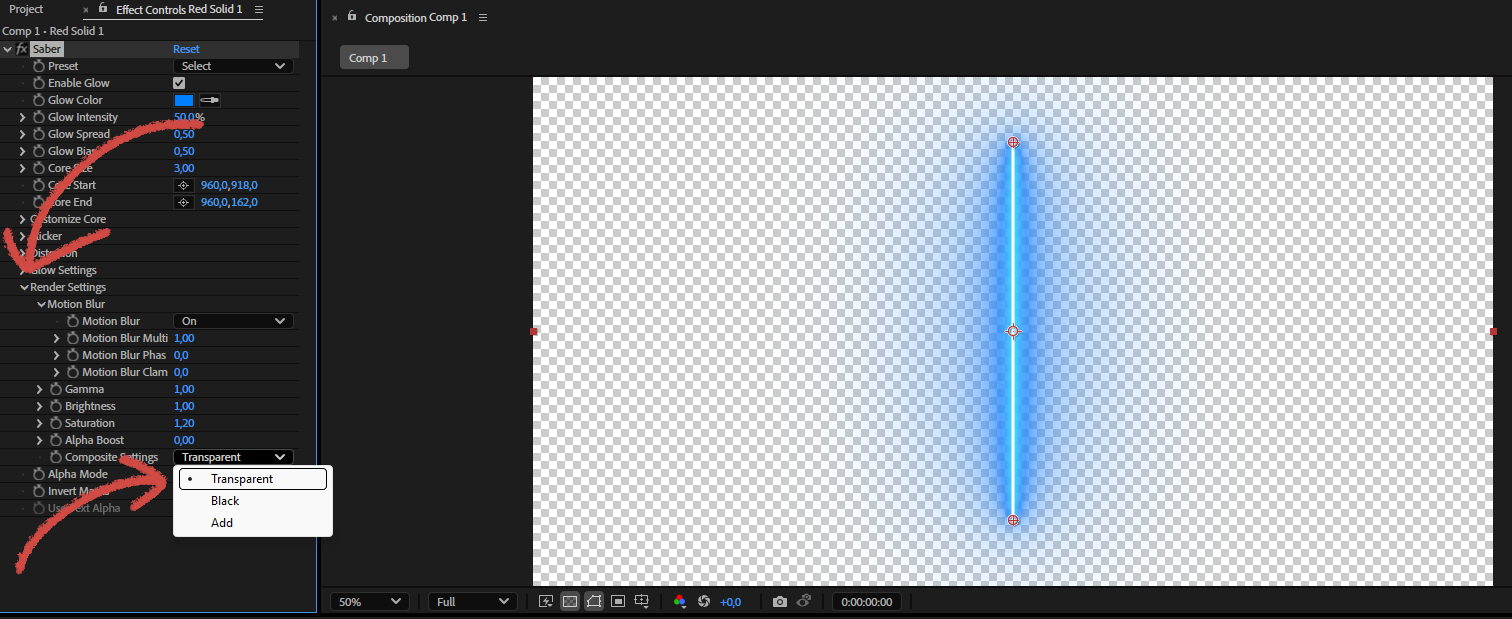 Project
× Effect Controls Red Solid 1
× Composition Comp 1
Comp 1 • Red Solid 1
Comp 1
fx Saber Reset
Preset Select
Enable Glow
Glow Color
Glow Intensity 50,0%
Glow Spread 0,50
Glow Bias 0,50
Core Size 3,00
Core Start 960,0,918,0
Core End 960,0,162,0
Customize Core
Flicker
Distortion
Glow Settings
Render Settings
Motion Blur
Motion Blur On
Motion Blur Multi 1,00
Motion Blur Phas 0,0
Motion Blur Clam 0,0
Gamma 1,00
Brightness 1,00
Saturation 1,20
Alpha Boost 0,00
Composite Settings Transparent
Alpha Mode
• Transparent
Invert
Black
Alpha
Add
50% Full +0,0 0:00:00:00